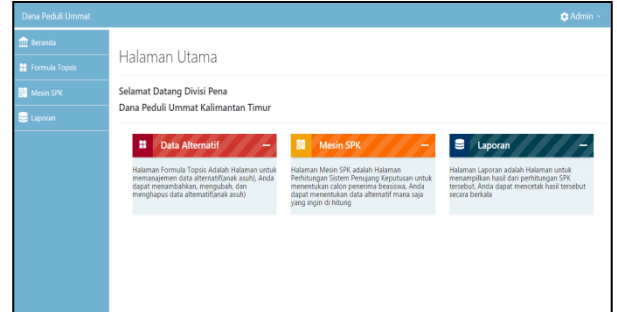 Dana Peduli Ummat
Admin
Beranda
Formula Topsis
Mesin SPK
Laporan
Halaman Utama
Selamat Datang Divisi Pena
Dana Peduli Ummat Kalimantan Timur
Data Alternatif
Halaman Formula Topsis Adalah Halaman untuk
memanajemen data alternatif(anak asuh), Anda
dapat menambahkan, mengubah, dan
menghapus data alternatif(anak asuh)
Mesin SPK
Halaman Mesin SPK adalah Halaman
Perhitungan Sistem Penujang Keputusan untuk
menentukan calon penerima beasiswa, Anda
dapat menentukan data alternatif mana saja
yang ingin di hitung
Laporan
Halaman Laporan adalah Halaman untuk
menampilkan hasil dari perhitungan SPK
tersebut, Anda dapat mencetak hasil tersebut
secara berkala